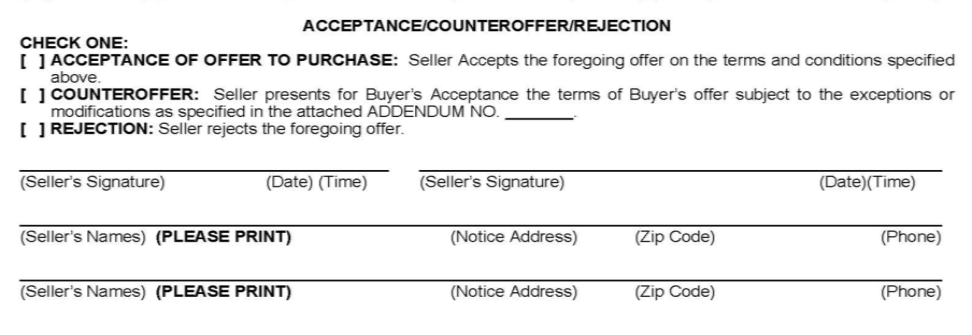 ACCEPTANCE/COUNTEROFFER/REJECTION
CHECK ONE:
[ ] ACCEPTANCE OF OFFER TO PURCHASE: Seller Accepts the foregoing offer on the terms and conditions specified
above.
[ ] COUNTEROFFER: Seller presents for Buyer's Acceptance the terms of Buyer's offer subject to the exceptions or
modifications as specified in the attached ADDENDUM NO. ________.
[ ] REJECTION: Seller rejects the foregoing offer.
(Seller's Signature) (Date) (Time) (Seller's Signature) (Date)(Time)
(Seller's Names) (PLEASE PRINT) (Notice Address) (Zip Code) (Phone)
(Seller's Names) (PLEASE PRINT) (Notice Address) (Zip Code) (Phone)